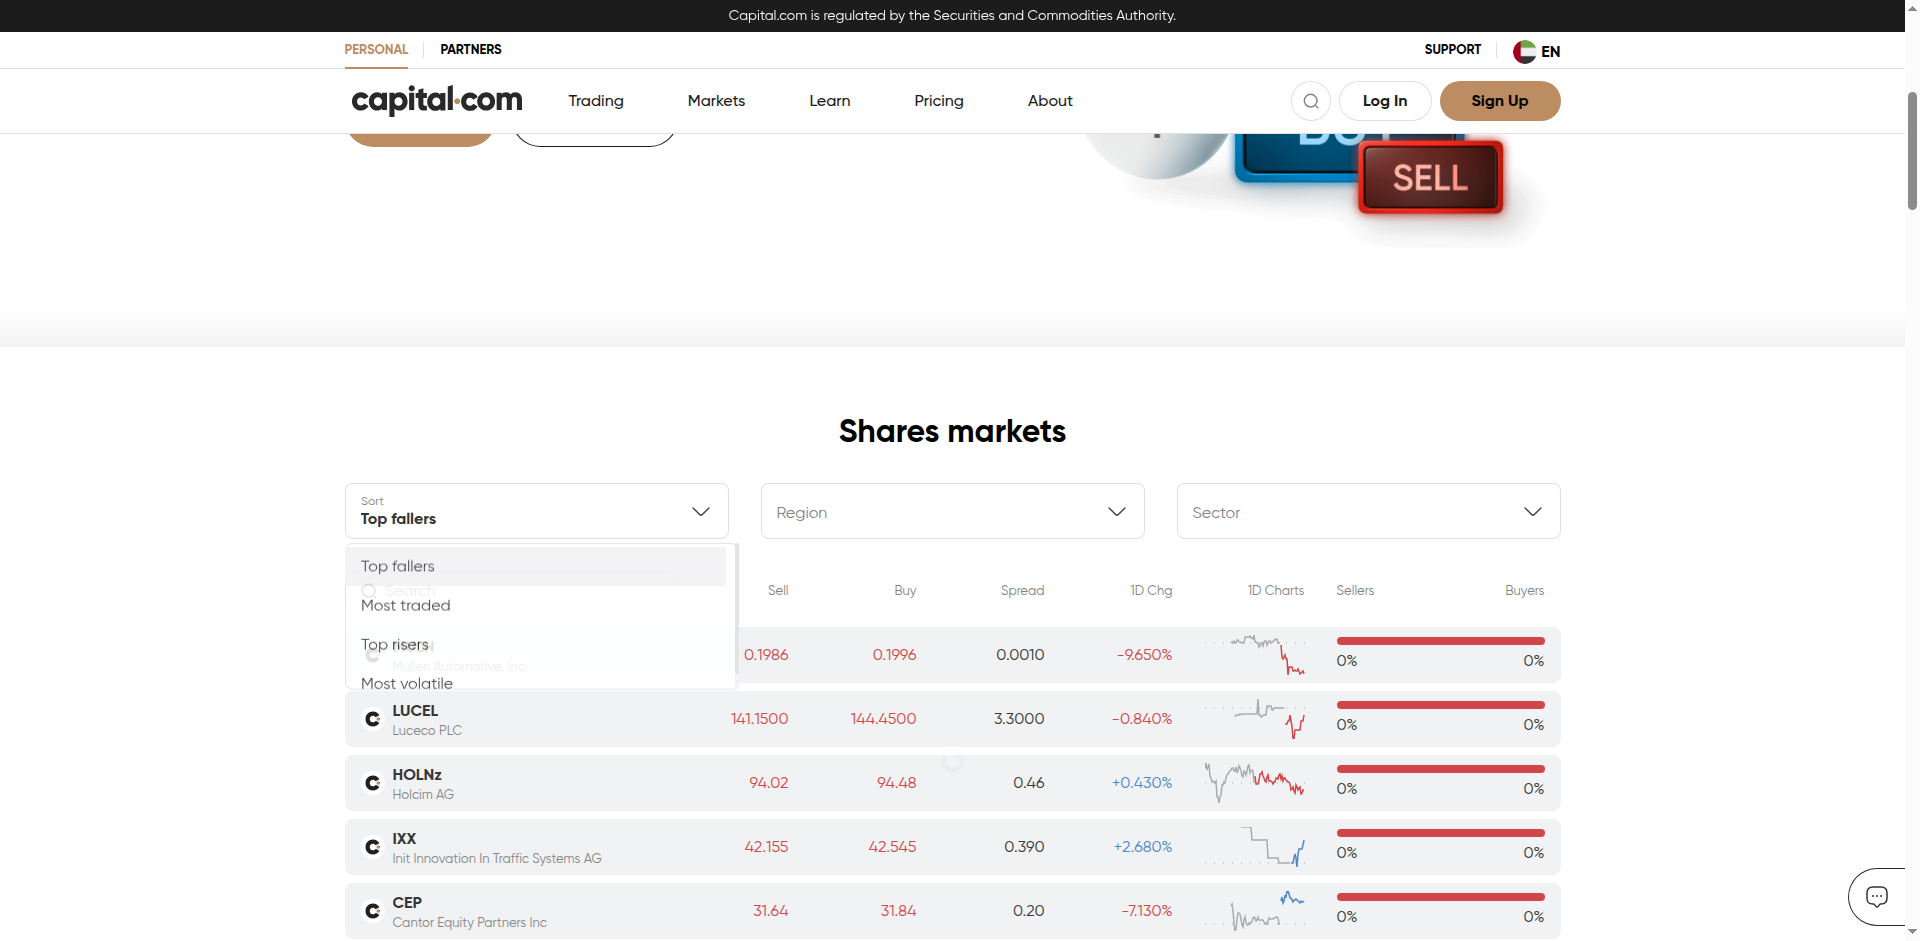 Capital.com is regulated by the Securities and Commodities Authority.
PERSONAL
PARTNERS
SUPPORT
EN
capital.com
Trading
Markets
Learn
Pricing
About
Log In
Sign Up
SELL
Shares markets
Sort
Top fallers
Region
Sector
Top fallers
Search
Most traded
Top risers
Mullen Automotive, Inc.
Most volatile
Sell Buy Spread 1D Chg 1D Charts Sellers Buyers
0.1986 0.1996 0.0010 -9.650% 0% 0%
LUCEL
Luceco PLC
141.1500 144.4500 3.3000 -0.840% 0% 0%
HOLNz
Holcim AG
94.02 94.48 0.46 +0.430% 0% 0%
IXX
Init Innovation In Traffic Systems AG
42.155 42.545 0.390 +2.680% 0% 0%
CEP
Cantor Equity Partners Inc
31.64 31.84 0.20 -7.130% 0% 0%